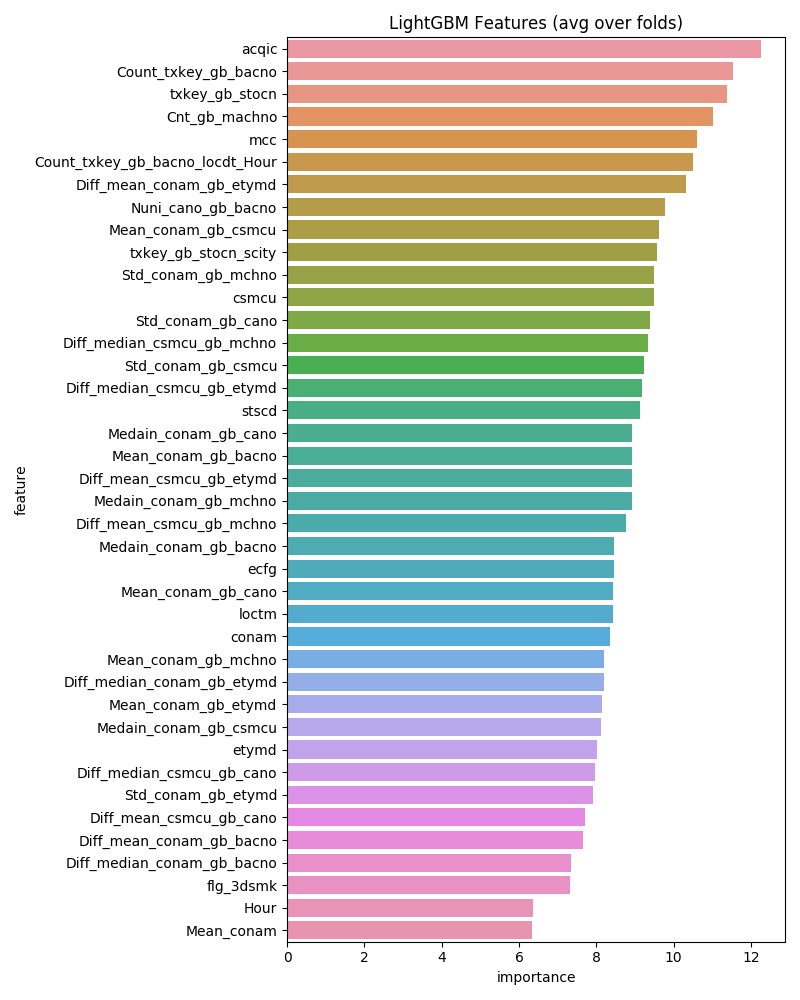 LightGBM Features (avg over folds)
acqic
Count_txkey_gb_bacno
txkey_gb_stocn
Cnt_gb_machno
mcc
Count_txkey_gb_bacno_locdt_Hour
Diff_mean_conam_gb_etymd
Nuni_cano_gb_bacno
Mean_conam_gb_csmcu
txkey_gb_stocn_scity
Std_conam_gb_mchno
csmcu
Std_conam_gb_cano
Diff_median_csmcu_gb_mchno
Std_conam_gb_csmcu
Diff_median_csmcu_gb_etymd
stscd
Medain_conam_gb_cano
Mean_conam_gb_bacno
Diff_mean_csmcu_gb_etymd
Medain_conam_gb_mchno
Diff_mean_csmcu_gb_mchno
Medain_conam_gb_bacno
ecfg
Mean_conam_gb_cano
loctm
conam
Mean_conam_gb_mchno
Diff_median_conam_gb_etymd
Mean_conam_gb_etymd
Medain_conam_gb_csmcu
etymd
Diff_median_csmcu_gb_cano
Std_conam_gb_etymd
Diff_mean_csmcu_gb_cano
Diff_mean_conam_gb_bacno
Diff_median_conam_gb_bacno
flg_3dsmk
Hour
Mean_conam
feature
0 2 4 6 8 10 12
importance